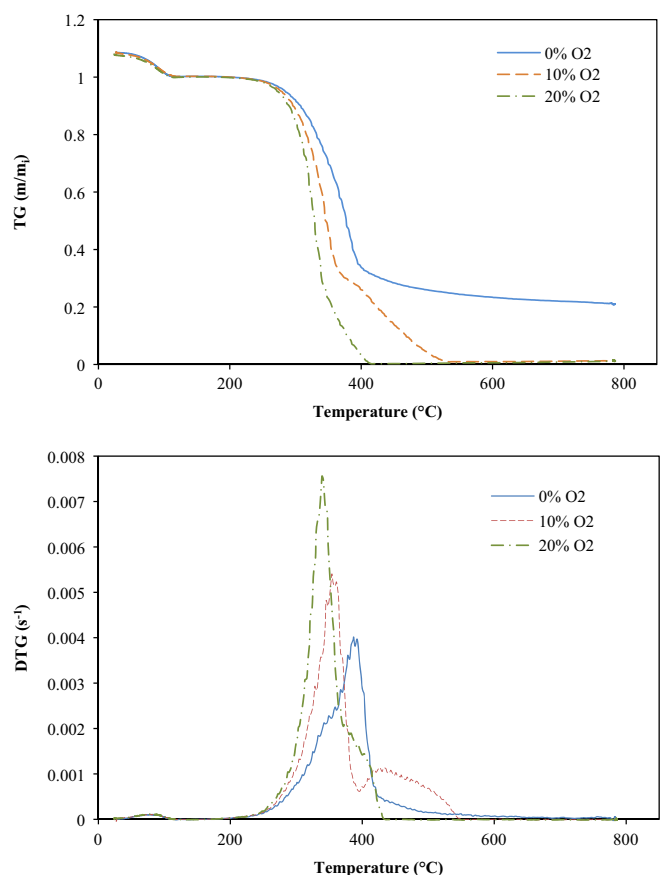 1.2
1
0.8
0.6
0.4
0.2
0
TG (m/mᵢ)
0% O2
10% O2
20% O2
0
200
400
600
800
Temperature (°C)
0.008
0.007
0.006
0.005
0.004
0.003
0.002
0.001
0
DTG (s⁻¹)
0% O2
10% O2
20% O2
0
200
400
600
800
Temperature (°C)